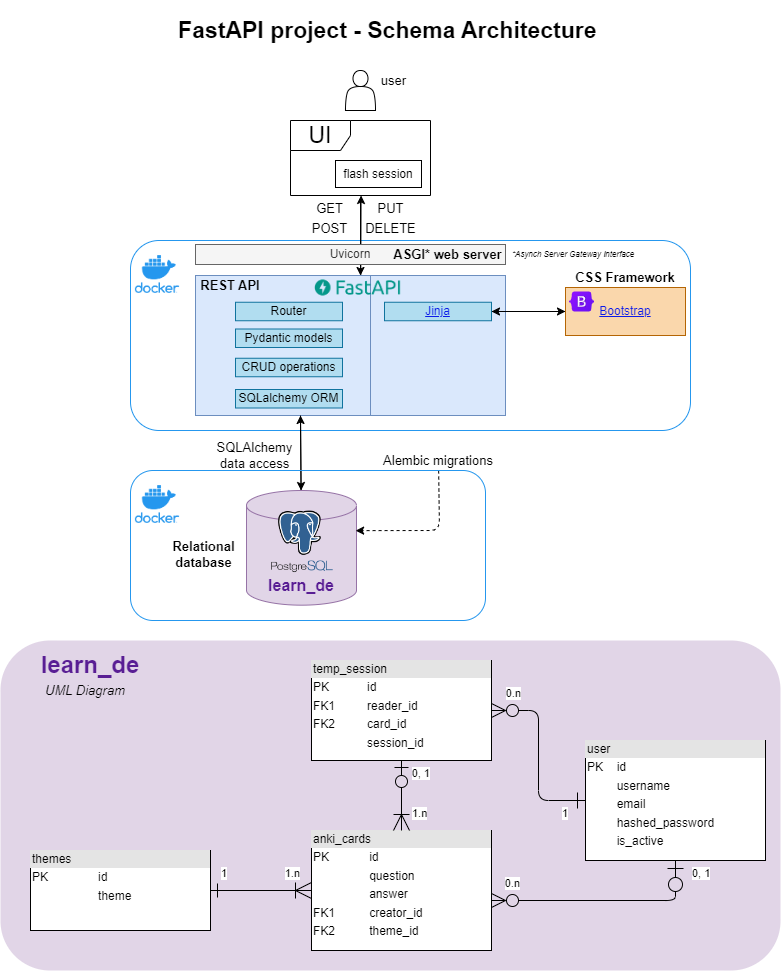 FastAPI project - Schema Architecture
user
UI
flash session
GET PUT
POST DELETE
Uvicorn ASGI* web server
*Asynch Server Gateway Interface
docker
REST API
FastAPI
CSS Framework
Router
Jinja
B Bootstrap
Pydantic models
CRUD operations
SQLalchemy ORM
SQLAlchemy
data access
Alembic migrations
docker
Relational
database
PostgreSQL
learn_de
learn_de
UML Diagram
temp_session
PK id
FK1 reader_id
FK2 card_id
session_id
0.n
user
PK id
username
email
hashed_password
is_active
1
0, 1
1.n
anki_cards
PK id
question
answer
FK1 creator_id
FK2 theme_id
themes
PK id
theme
1
1.n
0.n
0, 1